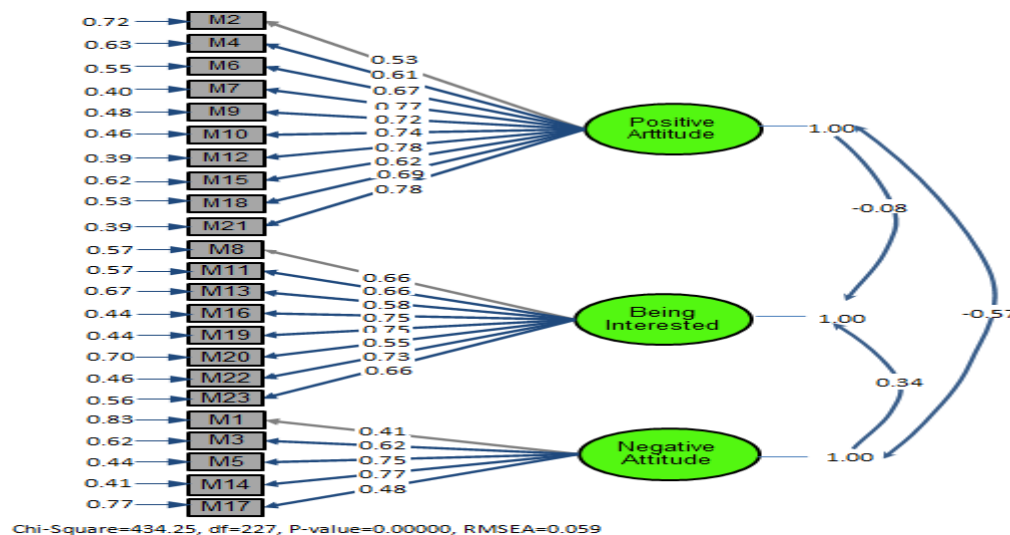 0.72 M2
0.63 M4
0.55 M6
0.40 M7
0.48 M9
0.46 M10
0.39 M12
0.62 M15
0.53 M18
0.39 M21
0.57 M8
0.57 M11
0.67 M13
0.44 M16
0.44 M19
0.70 M20
0.46 M22
0.56 M23
0.83 M1
0.62 M3
0.44 M5
0.41 M14
0.77 M17
0.53
0.61
0.67
0.77
0.72
0.74
0.78
0.62
0.69
0.78
0.66
0.66
0.58
0.75
0.75
0.55
0.73
0.66
0.41
0.62
0.75
0.77
0.48
Positive
Arttitude
Being
Interested
Negative
Attitude
1.00
-0.08
1.00
-0.57
0.34
1.00
Chi-Square=434.25, df=227, P-value=0.00000, RMSEA=0.059